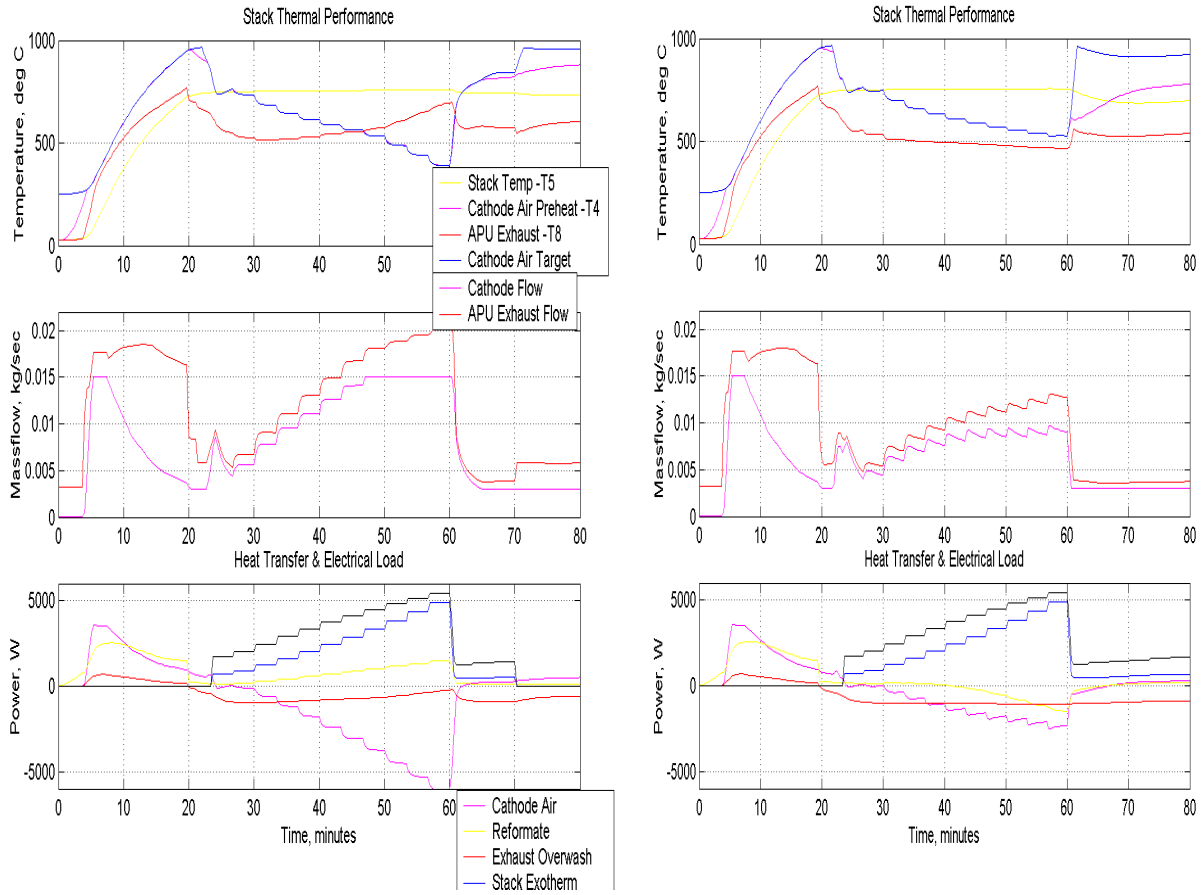 Stack Thermal Performance
Temperature, deg C
1000
500
0
0 10 20 30 40 50 60 70 80
Stack Temp -T5
Cathode Air Preheat -T4
APU Exhaust -T8
Cathode Air Target
Cathode Flow
APU Exhaust Flow
Massflow, kg/sec
0.02
0.015
0.01
0.005
0
0 10 20 30 40 50 60 70 80
Heat Transfer & Electrical Load
Power, W
5000
0
-5000
0 10 20 30 40 50 60 70 80
Time, minutes
Cathode Air
Reformate
Exhaust Overwash
Stack Exotherm
Stack Thermal Performance
Temperature, deg C
1000
500
0
0 10 20 30 40 50 60 70 80
Massflow, kg/sec
0.02
0.015
0.01
0.005
0
0 10 20 30 40 50 60 70 80
Heat Transfer & Electrical Load
Power, W
5000
0
-5000
0 10 20 30 40 50 60 70 80
Time, minutes